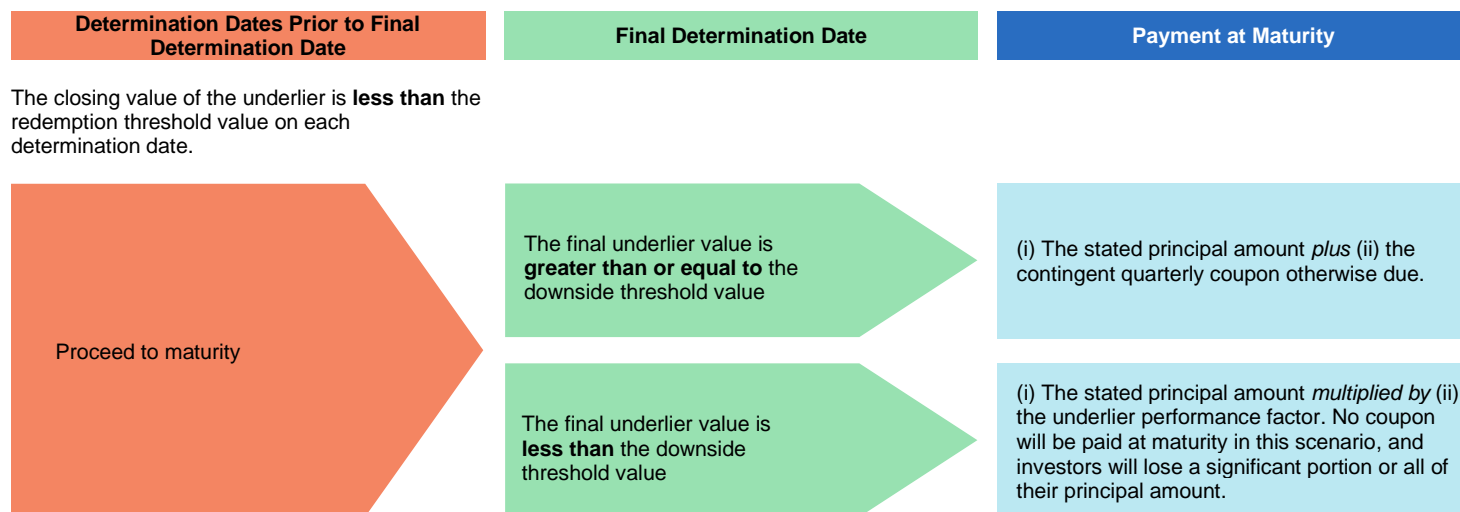 Determination Dates Prior to Final
Determination Date
Final Determination Date
Payment at Maturity
The closing value of the underlier is less than the
redemption threshold value on each
determination date.
Proceed to maturity
The final underlier value is
greater than or equal to the
downside threshold value
(i) The stated principal amount plus (ii) the
contingent quarterly coupon otherwise due.
The final underlier value is
less than the downside
threshold value
(i) The stated principal amount multiplied by (ii)
the underlier performance factor. No coupon
will be paid at maturity in this scenario, and
investors will lose a significant portion or all of
their principal amount.